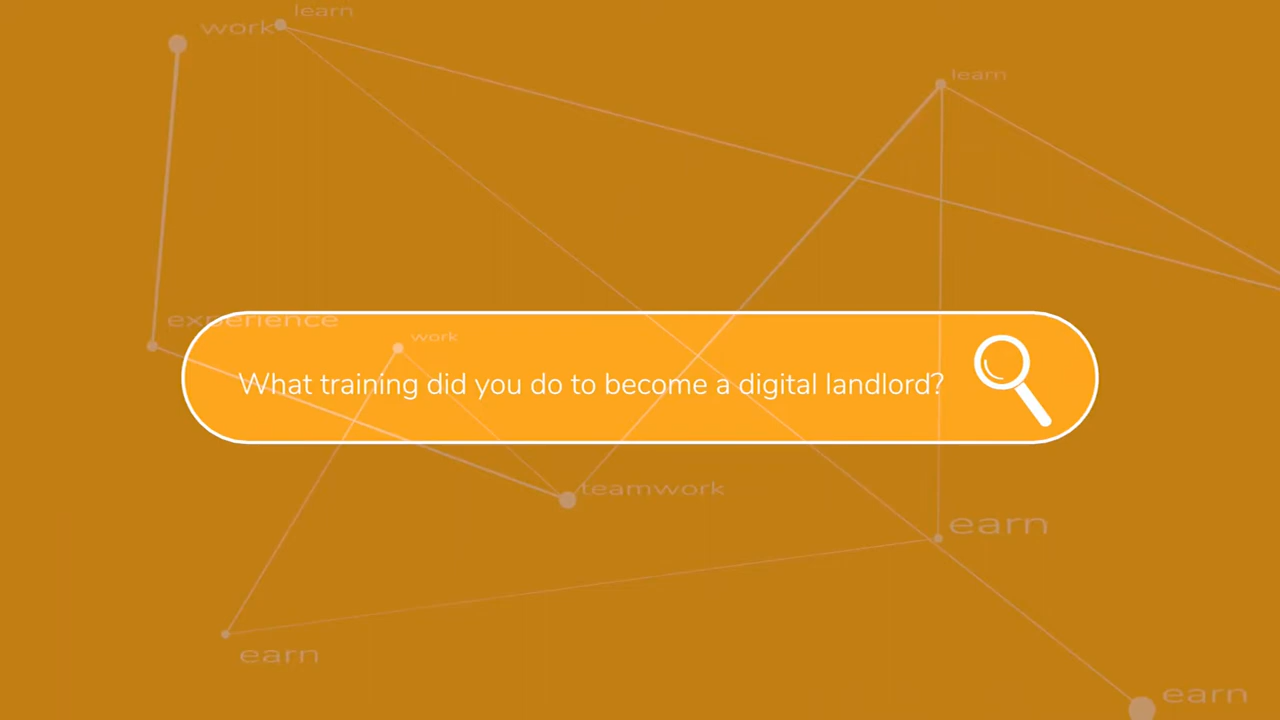 learn
work
learn
experience
work
What training did you do to become a digital landlord?
teamwork
earn
earn
earn